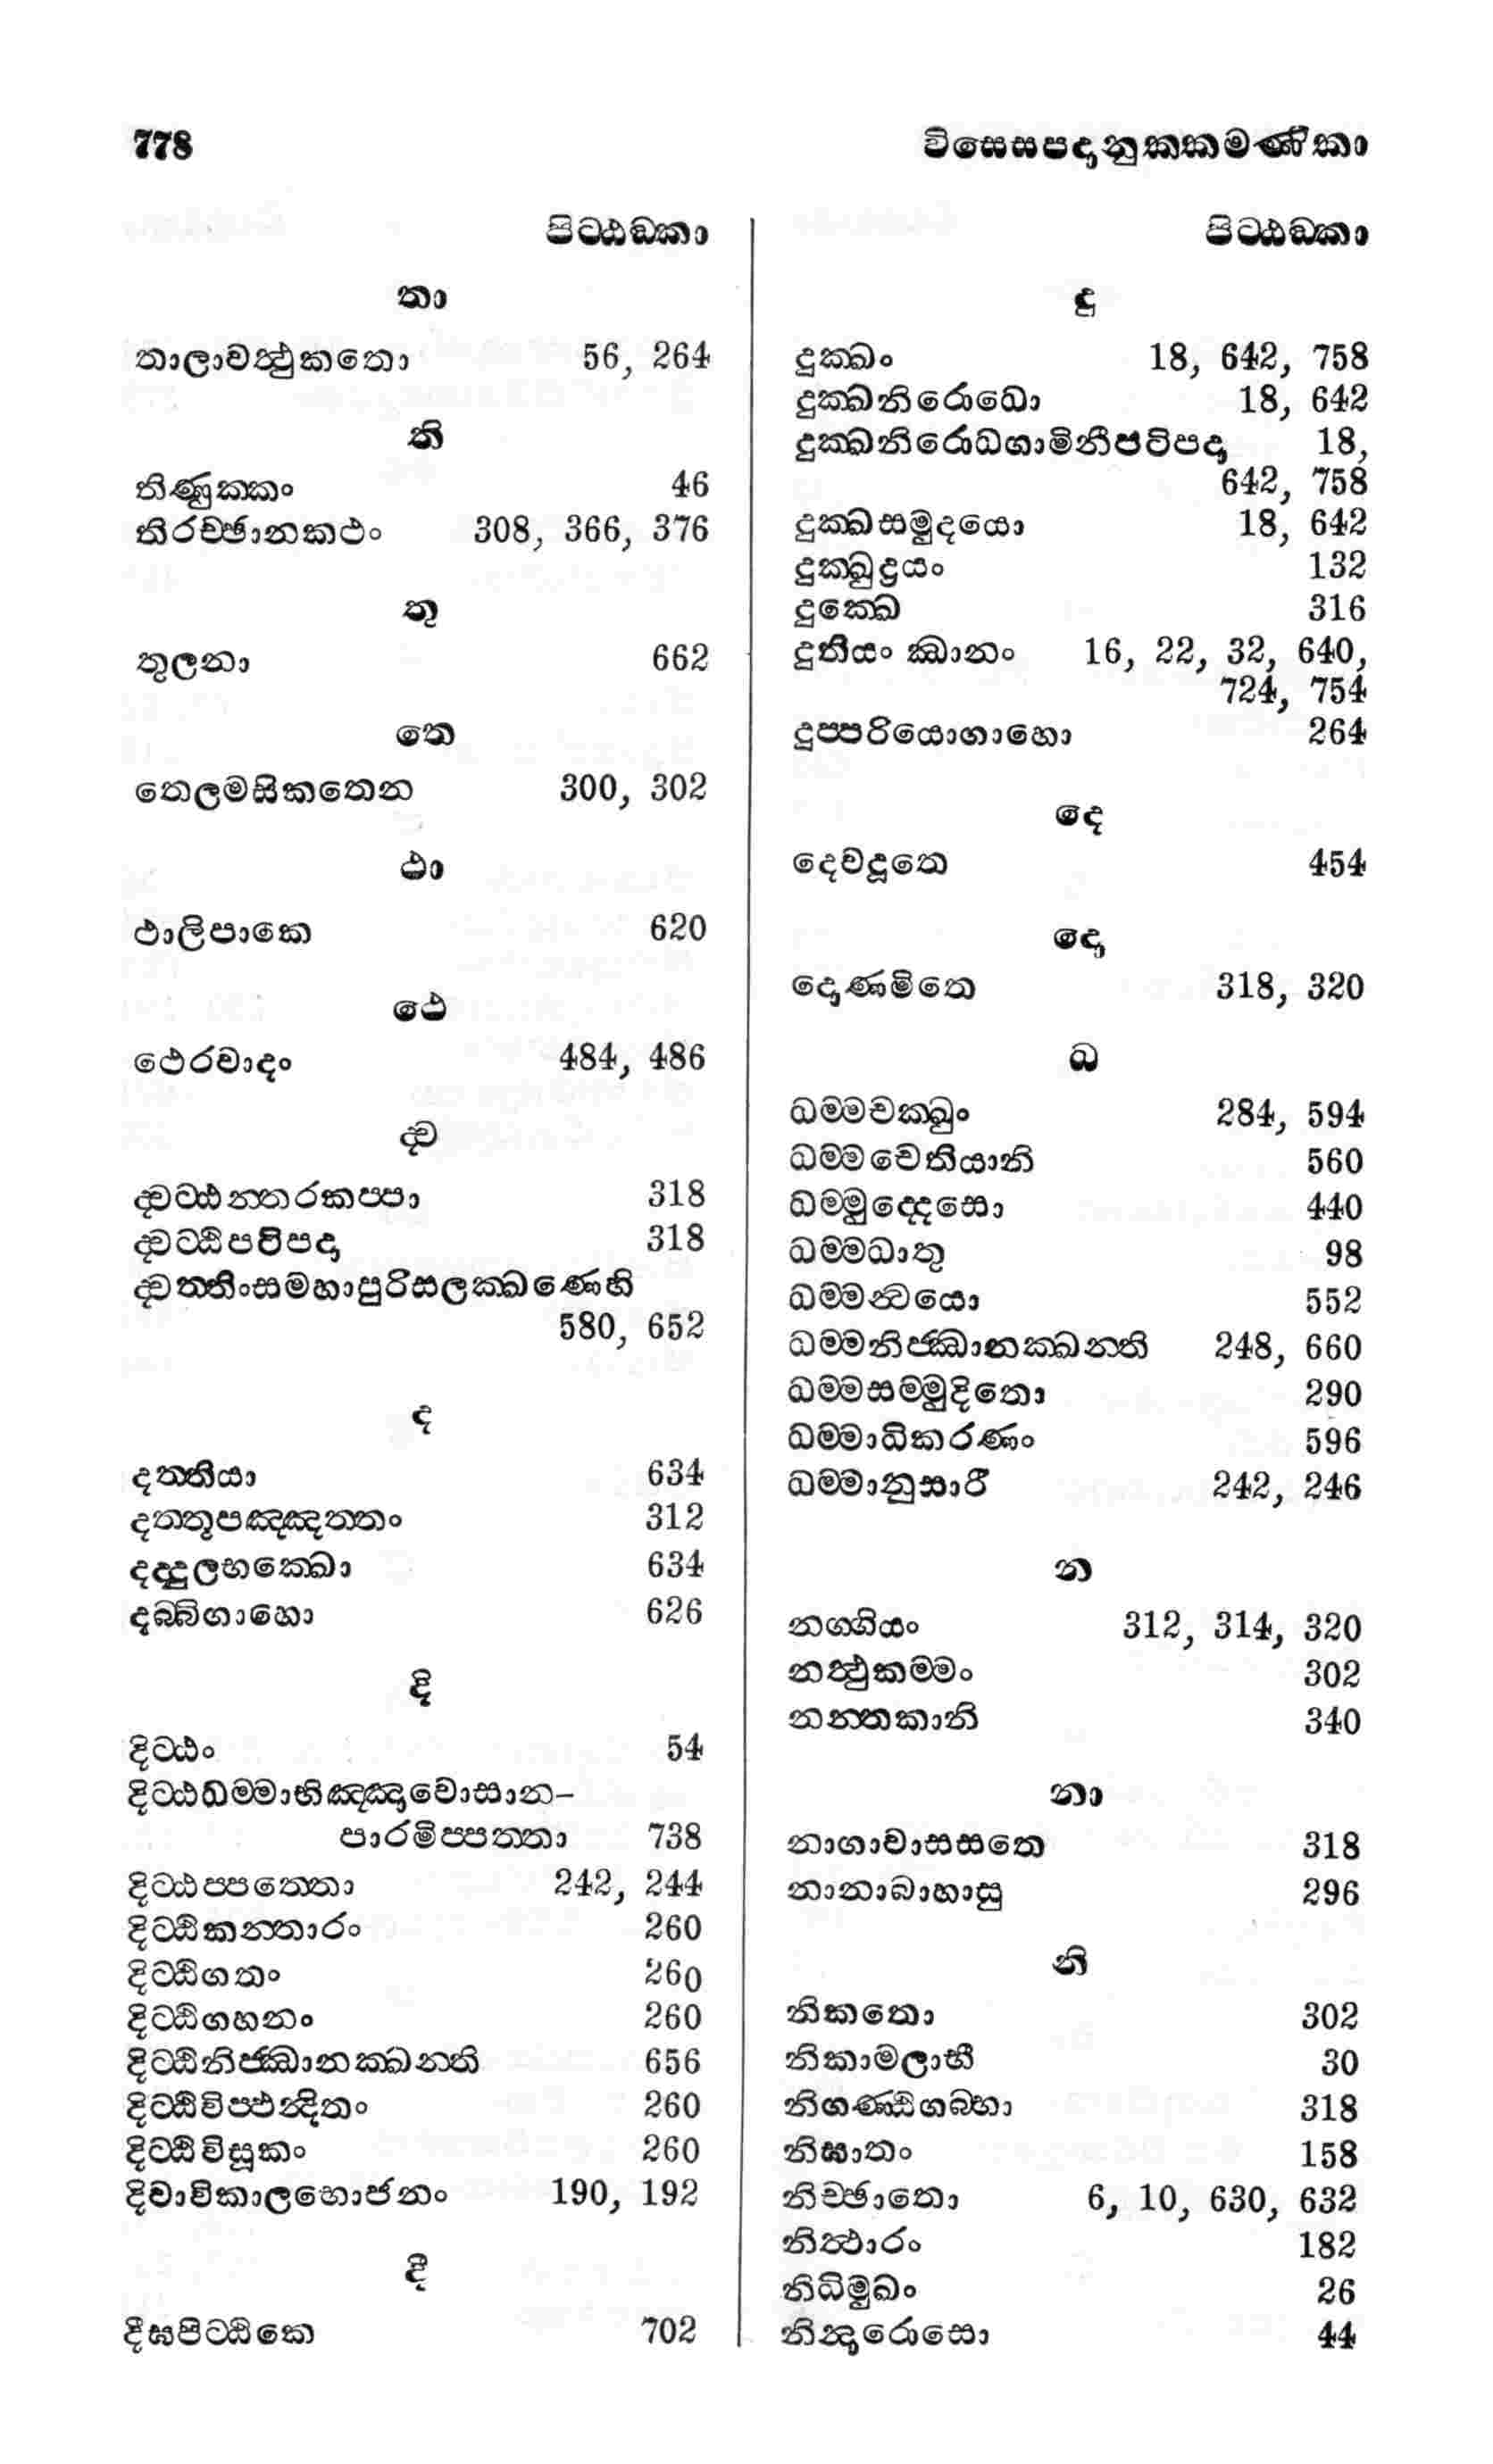 778
විසෙසපදානුක්කමණිකා
පිට්ඨඞ්කා
තා
තාලාවත්ථුකතො 56, 264
ති
තිණුක්කං 46
තිරච්ඡානකථං 308, 366, 376
තු
තුලනා 662
තෙ
තෙලමසිකතෙන 300, 302
ථා
ථාලිපාකෙ 620
ථෙ
ථෙරවාදං 484, 486
ද්ව
ද්වට්ඨන්තරකප්පා 318
ද්වට්ඨිපටිපදා 318
ද්වත්තිංසමහාපුරිසලක්ඛණෙහි
580, 652
ද
දත්තියා 634
දත්තූපඤ්ඤත්තං 312
දද්දුලභක්ඛො 634
දබ්බිගාහො 626
දි
දිට්ඨං 54
දිට්ඨධම්මාභිඤ්ඤාවොසාන-
පාරමිප්පත්තා 738
දිට්ඨප්පත්තො 242, 244
දිට්ඨිකන්තාරං 260
දිට්ඨිගතං 260
දිට්ඨිගහනං 260
දිට්ඨිනිජ්ඣානක්ඛන්ති 656
දිට්ඨිවිප්ඵන්දිතං 260
දිට්ඨිවිසූකං 260
දිවාවිකාලභොජනං 190, 192
දී
දීඝපිට්ඨිකෙ 702
පිට්ඨඞ්කා
දු
දුක්ඛං 18, 642, 758
දුක්ඛනිරොධො 18, 642
දුක්ඛනිරොධගාමිනීපටිපදා 18,
642, 758
දුක්ඛසමුදයො 18, 642
දුක්ඛුද්‍රයං 132
දුක්ඛෙ 316
දුතියං ඣානං 16, 22, 32, 640,
724, 754
දුප්පරියොගාහො 264
දෙ
දෙවදූතෙ 454
දො
දොණමිතෙ 318, 320
ධ
ධම්මචක්ඛුං 284, 594
ධම්මචෙතියානි 560
ධම්මුද්දෙසො 440
ධම්මධාතු 98
ධම්මන්වයො 552
ධම්මනිජ්ඣානක්ඛන්ති 248, 660
ධම්මසම්මුදිතො 290
ධම්මාධිකරණං 596
ධම්මානුසාරී 242, 246
න
නග්ගියං 312, 314, 320
නත්ථුකම්මං 302
නන්තකානි 340
නා
නාගාවාසසතෙ 318
නානාබාහාසු 296
නි
නිකතො 302
නිකාමලාභී 30
නිගණ්ඨිගබ්භා 318
නිඝාතං 158
නිච්ඡාතො 6, 10, 630, 632
නිත්ථාරං 182
නිධිමුඛං 26
නින්දාරොසො 44